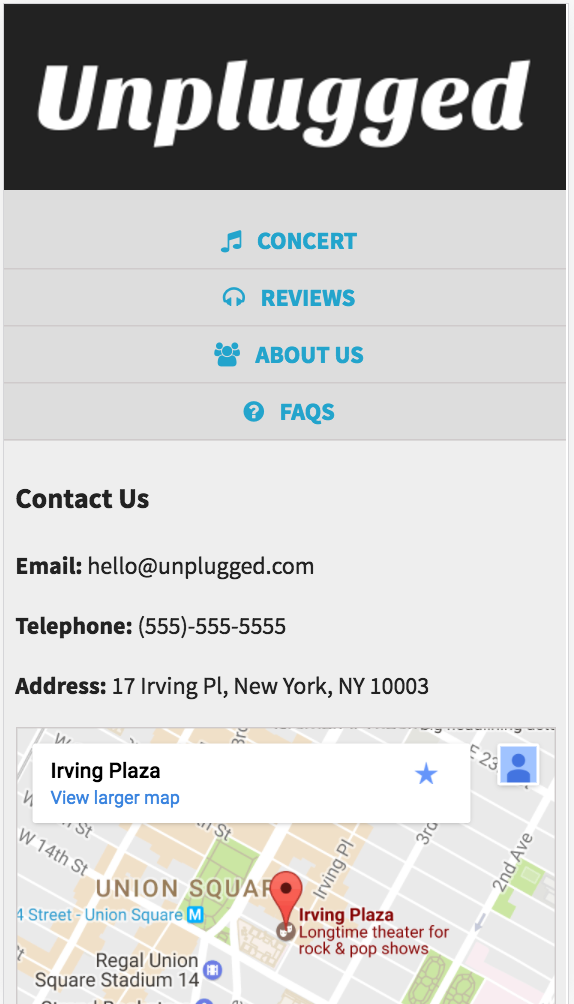 Unplugged
CONCERT
REVIEWS
ABOUT US
FAQS
Contact Us
Email: hello@unplugged.com
Telephone: (555)-555-5555
Address: 17 Irving Pl, New York, NY 10003
Irving Plaza
View larger map
E 23
3rd
2nd Ave
W 14th St
Irving Pl
UNION SQUAR
4 Street - Union Square M
Irving Plaza
Longtime theater for
rock & pop shows
Regal Union
Square Stadium 14